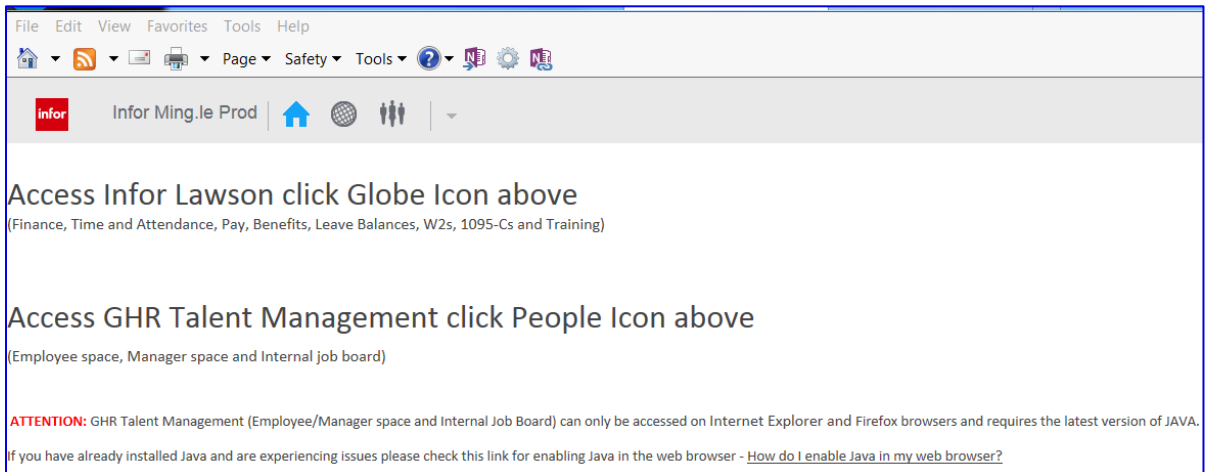 File Edit View Favorites Tools Help
Page Safety Tools
infor Infor Ming.le Prod
Access Infor Lawson click Globe Icon above
(Finance, Time and Attendance, Pay, Benefits, Leave Balances, W2s, 1095-Cs and Training)
Access GHR Talent Management click People Icon above
(Employee space, Manager space and Internal job board)
ATTENTION: GHR Talent Management (Employee/Manager space and Internal Job Board) can only be accessed on Internet Explorer and Firefox browsers and requires the latest version of JAVA.
If you have already installed Java and are experiencing issues please check this link for enabling Java in the web browser - How do I enable Java in my web browser?